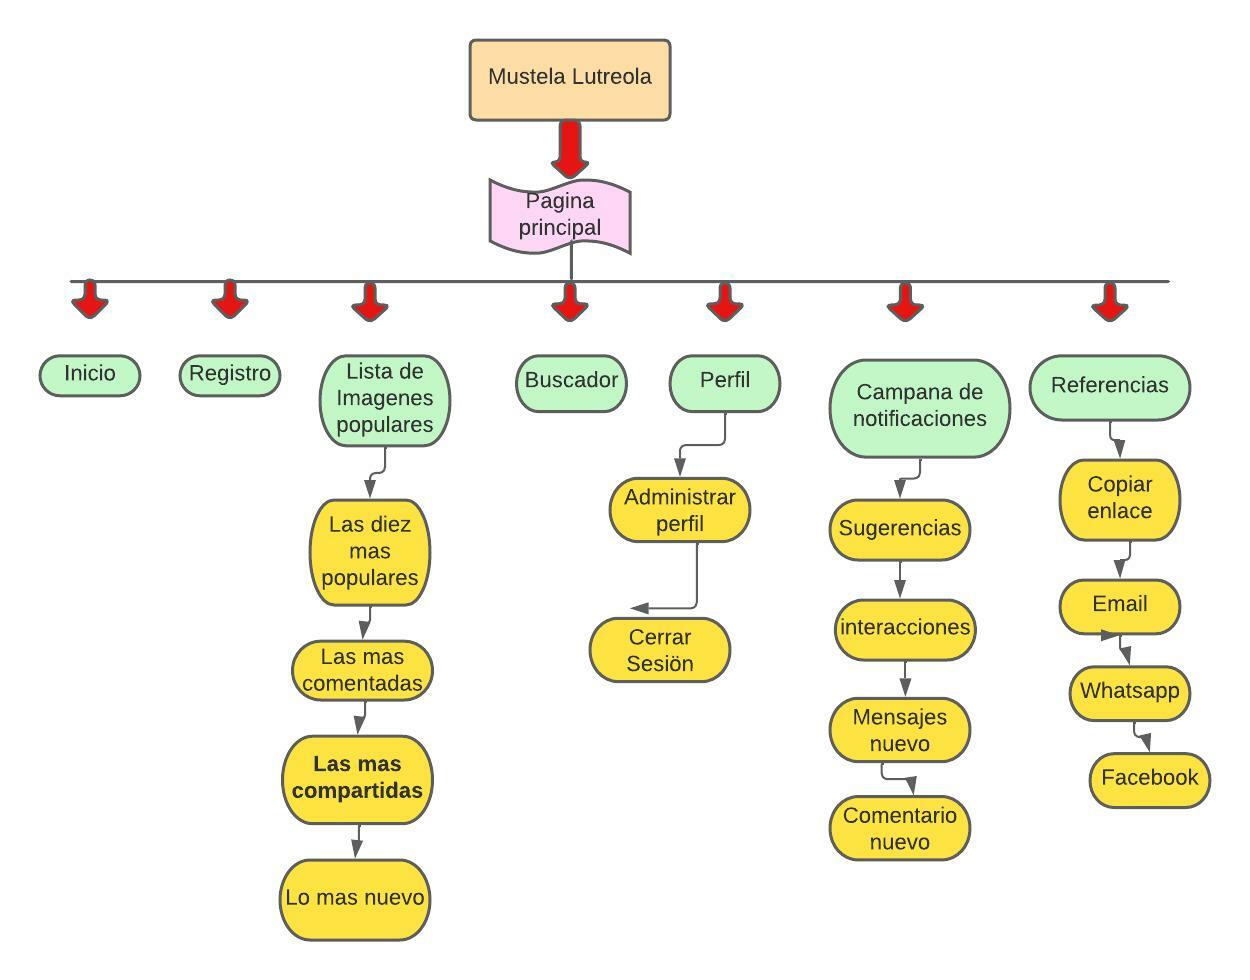 Mustela Lutreola
Pagina
principal
Inicio
Registro
Lista de
Imagenes
populares
Buscador
Perfil
Campana de
notificaciones
Referencias
Las diez
mas
populares
Las mas
comentadas
Las mas
compartidas
Lo mas nuevo
Administrar
perfil
Cerrar
Sesiön
Sugerencias
interacciones
Mensajes
nuevo
Comentario
nuevo
Copiar
enlace
Email
Whatsapp
Facebook